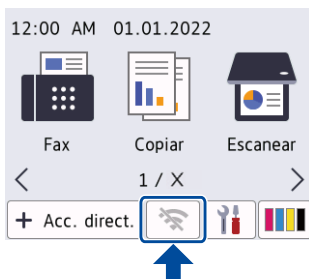 12:00 AM 01.01.2022
Fax Copiar Escanear
< 1 / X >
+ Acc. direct.